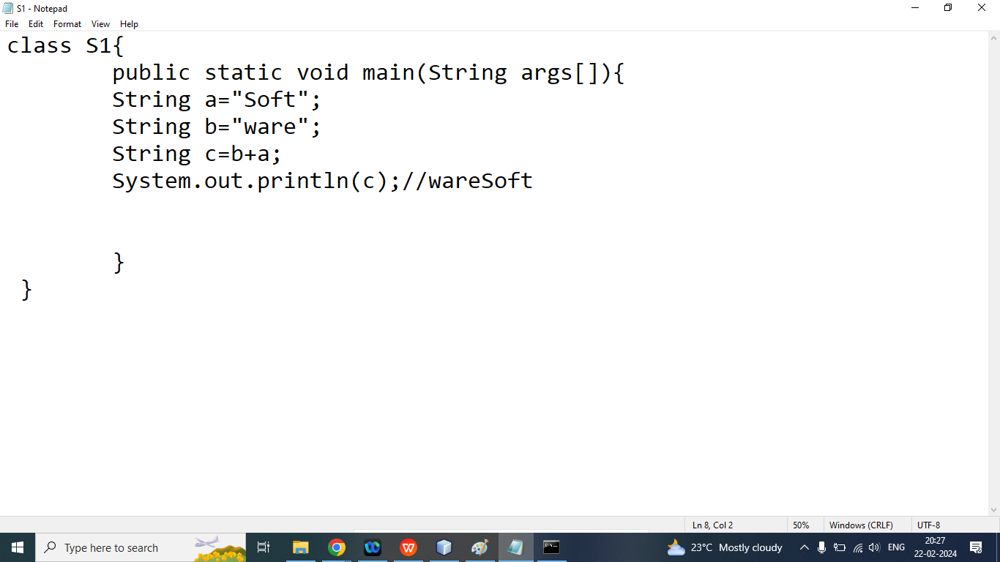 S1 - Notepad
File Edit Format View Help
class S1{
public static void main(String args[]){
String a="Soft";
String b="ware";
String c=b+a;
System.out.println(c);//wareSoft
}
}
Ln 8, Col 2 50% Windows (CRLF) UTF-8
Type here to search 23°C Mostly cloudy ENG 20:27
22-02-2024